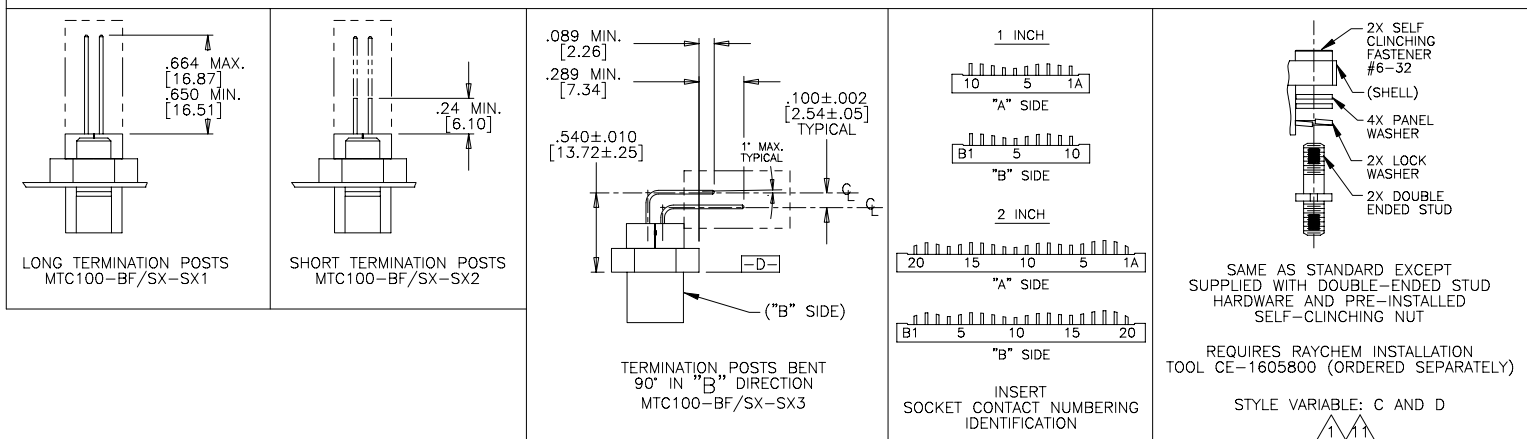 .664 MAX.
[16.87]
.650 MIN.
[16.51]
LONG TERMINATION POSTS
MTC100-BF/SX-SX1
.24 MIN.
[6.10]
SHORT TERMINATION POSTS
MTC100-BF/SX-SX2
.089 MIN.
[2.26]
.289 MIN.
[7.34]
.100±.002
[2.54±.05]
TYPICAL
.540±.010
[13.72±.25]
1° MAX.
TYPICAL
CL
CL
-D-
("B" SIDE)
TERMINATION POSTS BENT
90° IN "B" DIRECTION
MTC100-BF/SX-SX3
1 INCH
10 5 1A
"A" SIDE
B1 5 10
"B" SIDE
2 INCH
20 15 10 5 1A
"A" SIDE
B1 5 10 15 20
"B" SIDE
INSERT
SOCKET CONTACT NUMBERING
IDENTIFICATION
2X SELF
CLINCHING
FASTENER
#6-32
(SHELL)
4X PANEL
WASHER
2X LOCK
WASHER
2X DOUBLE
ENDED STUD
SAME AS STANDARD EXCEPT
SUPPLIED WITH DOUBLE-ENDED STUD
HARDWARE AND PRE-INSTALLED
SELF-CLINCHING NUT
REQUIRES RAYCHEM INSTALLATION
TOOL CE-1605800 (ORDERED SEPARATELY)
STYLE VARIABLE: C AND D
1 11